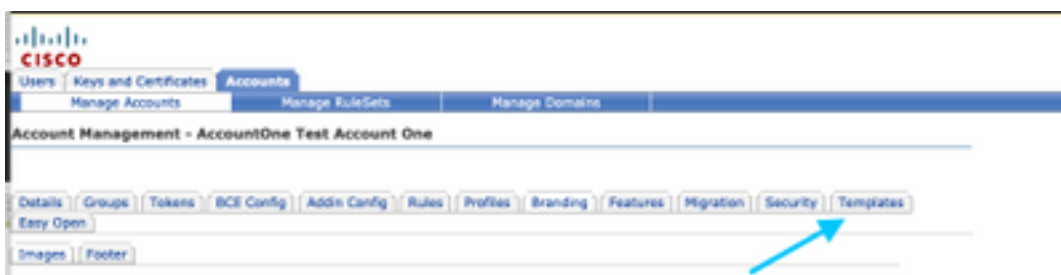 CISCO
Users Keys and Certificates Accounts
Manage Accounts Manage RuleSets Manage Domains
Account Management - AccountOne Test Account One
Details Groups Tokens BCE Config Addin Config Rules Profiles Branding Features Migration Security Templates
Easy Open
Images Footer